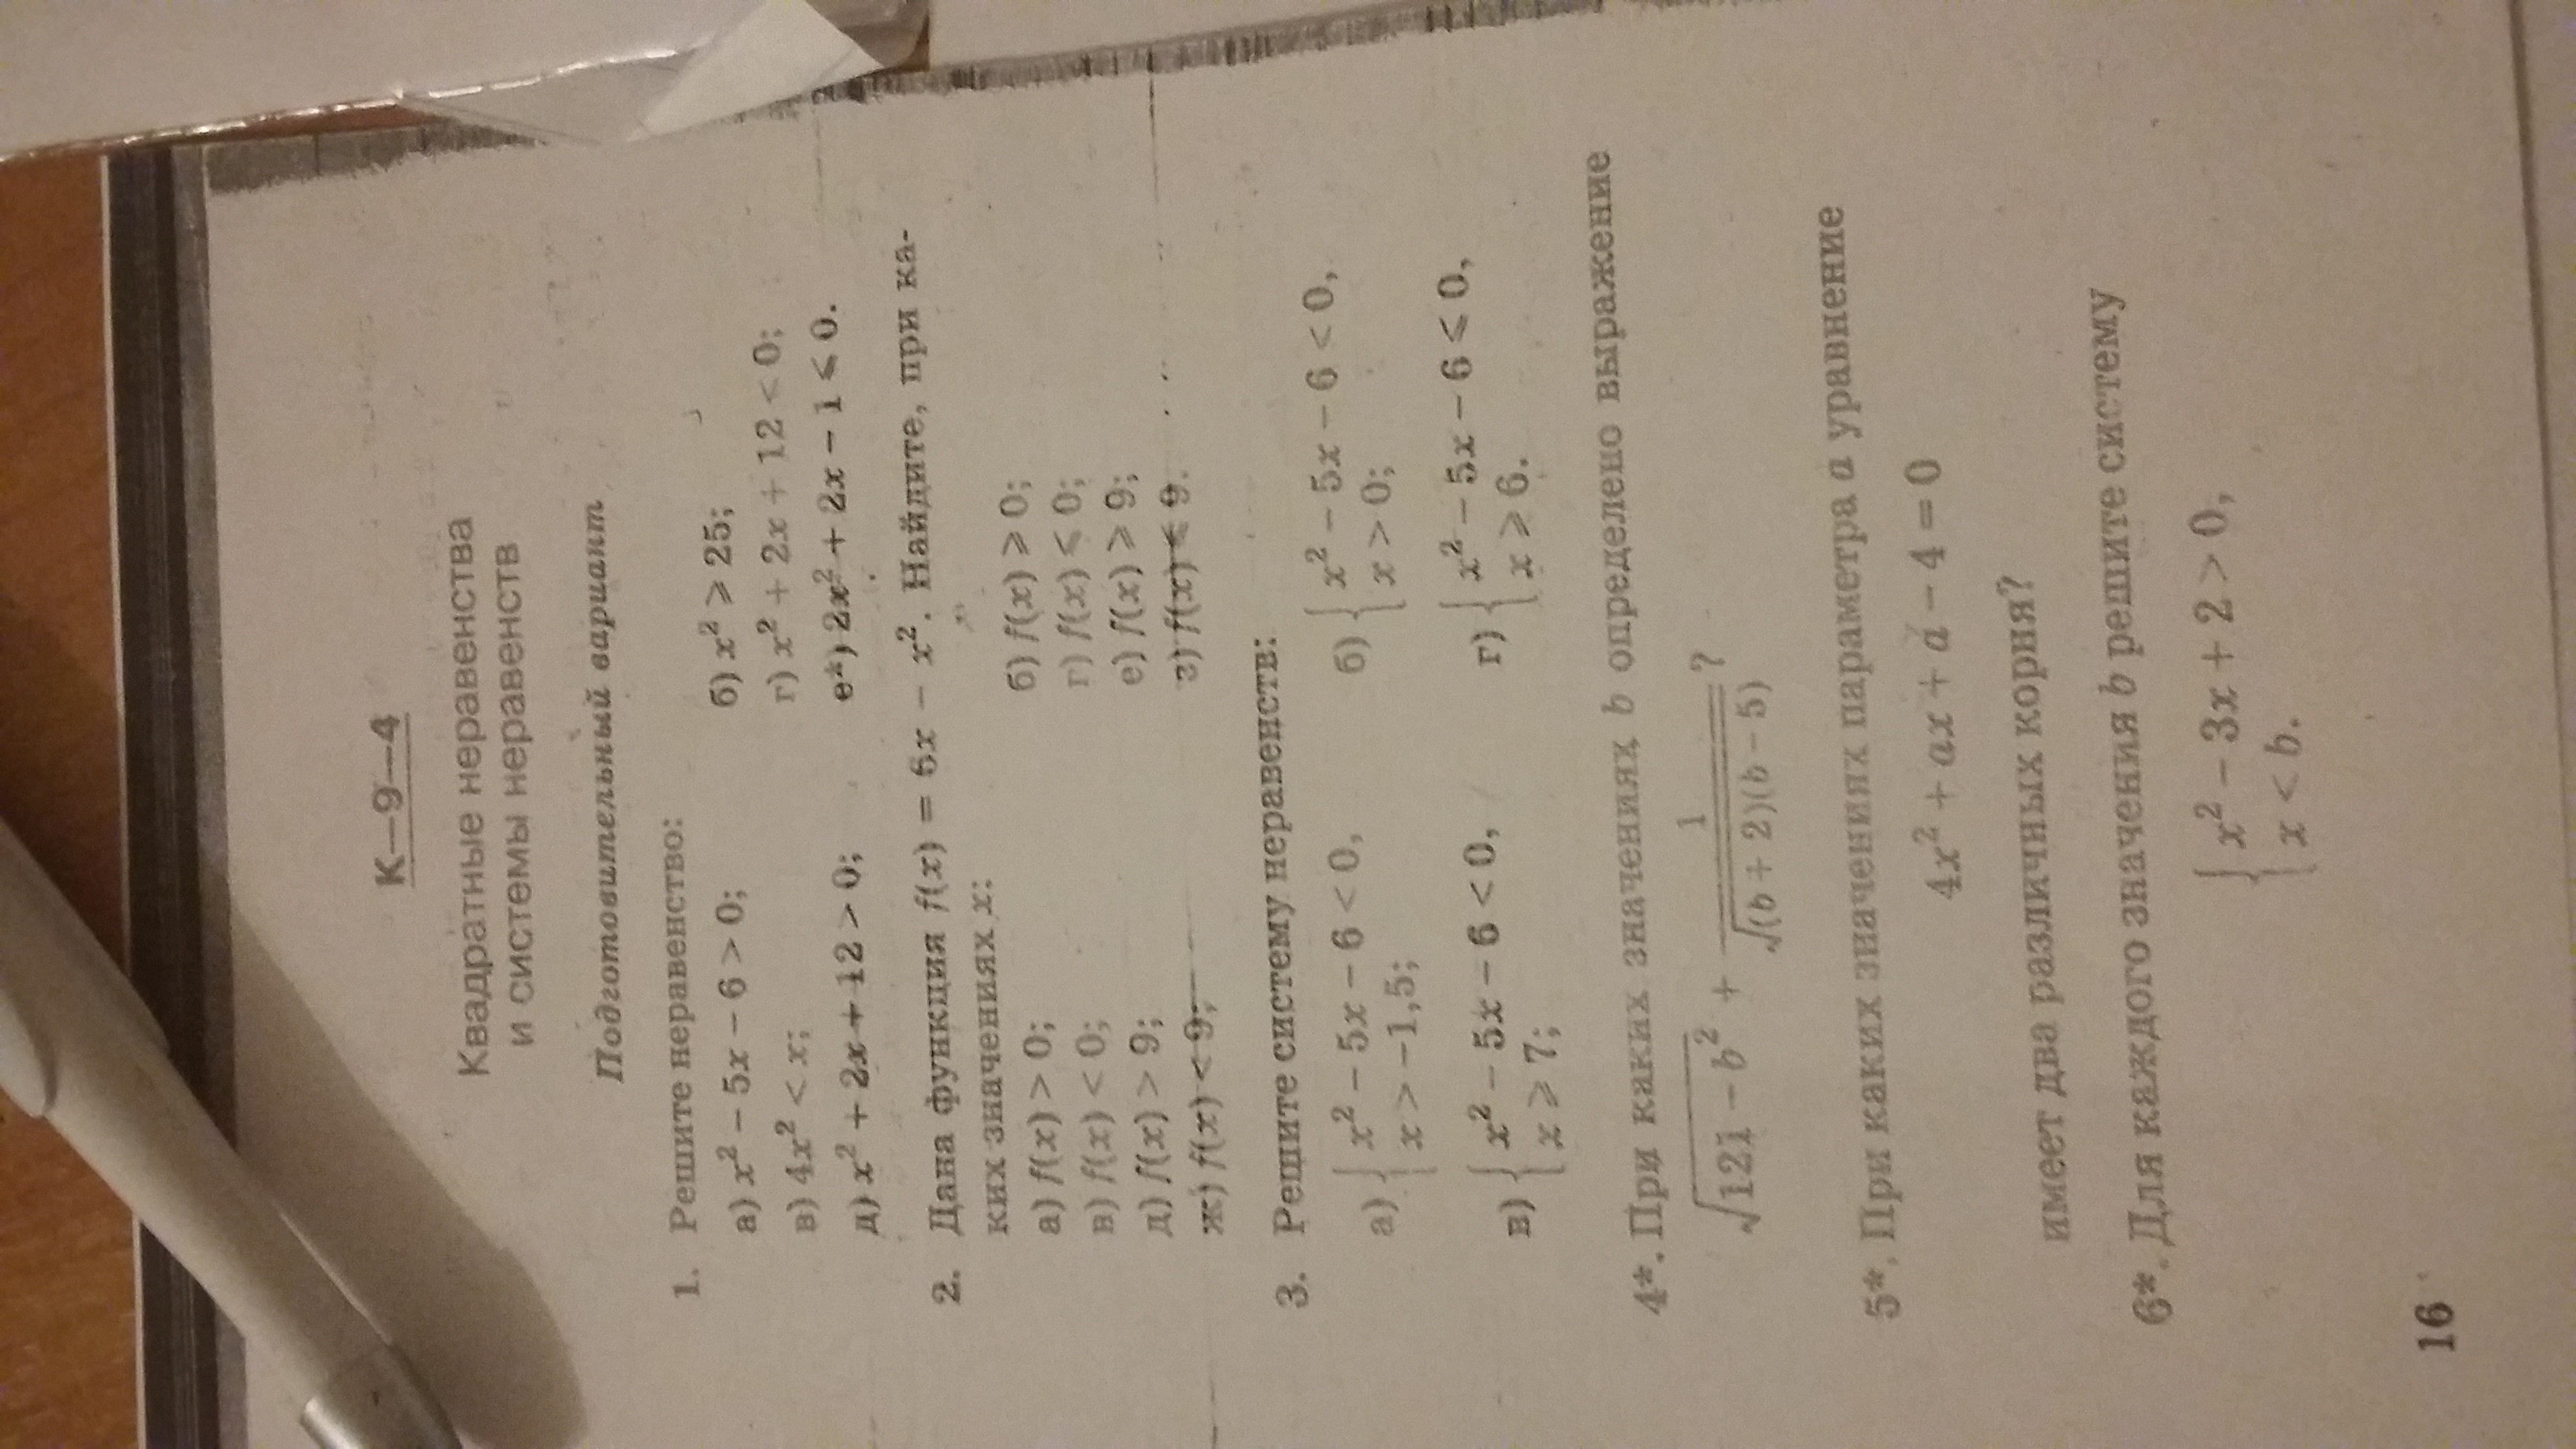 К—9—4
Квадратные неравенства
и системы неравенств
Подготовительный вариант
1. Решите неравенство:
а) x² − 5x − 6 > 0; б) x² ⩾ 25;
в) 4x² < x; г) x² + 2x + 12 < 0;
д) x² + 2x + 12 > 0; е*) 2x² + 2x − 1 ⩽ 0.
2. Дана функция f(x) = 6x − x². Найдите, при ка-
ких значениях x:
а) f(x) > 0; б) f(x) ⩾ 0;
в) f(x) < 0; г) f(x) ⩽ 0;
д) f(x) > 9; е) f(x) ⩾ 9;
ж) f(x) < 9; з) f(x) ⩽ 9.
3. Решите систему неравенств:
а) { x² − 5x − 6 < 0, б) { x² − 5x − 6 < 0,
x > −1,5; x > 0;
в) { x² − 5x − 6 < 0, г) { x² − 5x − 6 ⩽ 0,
x ⩾ 7; x ⩾ 6.
4*. При каких значениях b определено выражение
√(121 − b²) + 1/√((b + 2)(b − 5)) ?
5*. При каких значениях параметра a уравнение
4x² + ax + a − 4 = 0
имеет два различных корня?
6*. Для каждого значения b решите систему
{ x² − 3x + 2 > 0,
x < b.
16